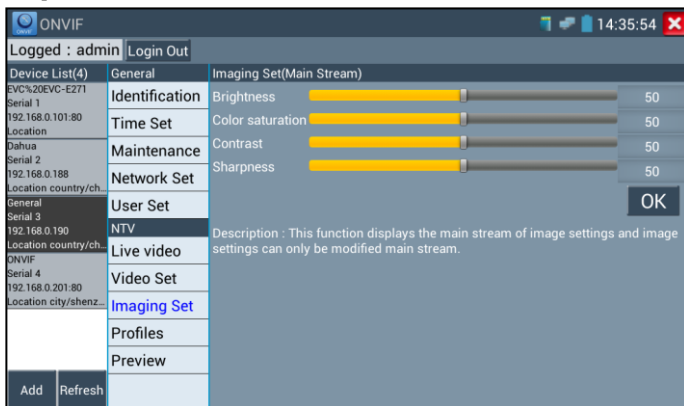 ONVIF
14:35:54
Logged : admin Login Out
Device List(4)
EVC%20EVC-E271
Serial 1
192.168.0.101:80
Location
Dahua
Serial 2
192.168.0.188
Location country/ch...
General
Serial 3
192.168.0.190
Location country/ch...
ONVIF
Serial 4
192.168.0.201:80
Location city/shenz...
Add Refresh
General
Identification
Time Set
Maintenance
Network Set
User Set
NTV
Live video
Video Set
Imaging Set
Profiles
Preview
Imaging Set(Main Stream)
Brightness 50
Color saturation 50
Contrast 50
Sharpness 50
OK
Description : This function displays the main stream of image settings and image
settings can only be modified main stream.